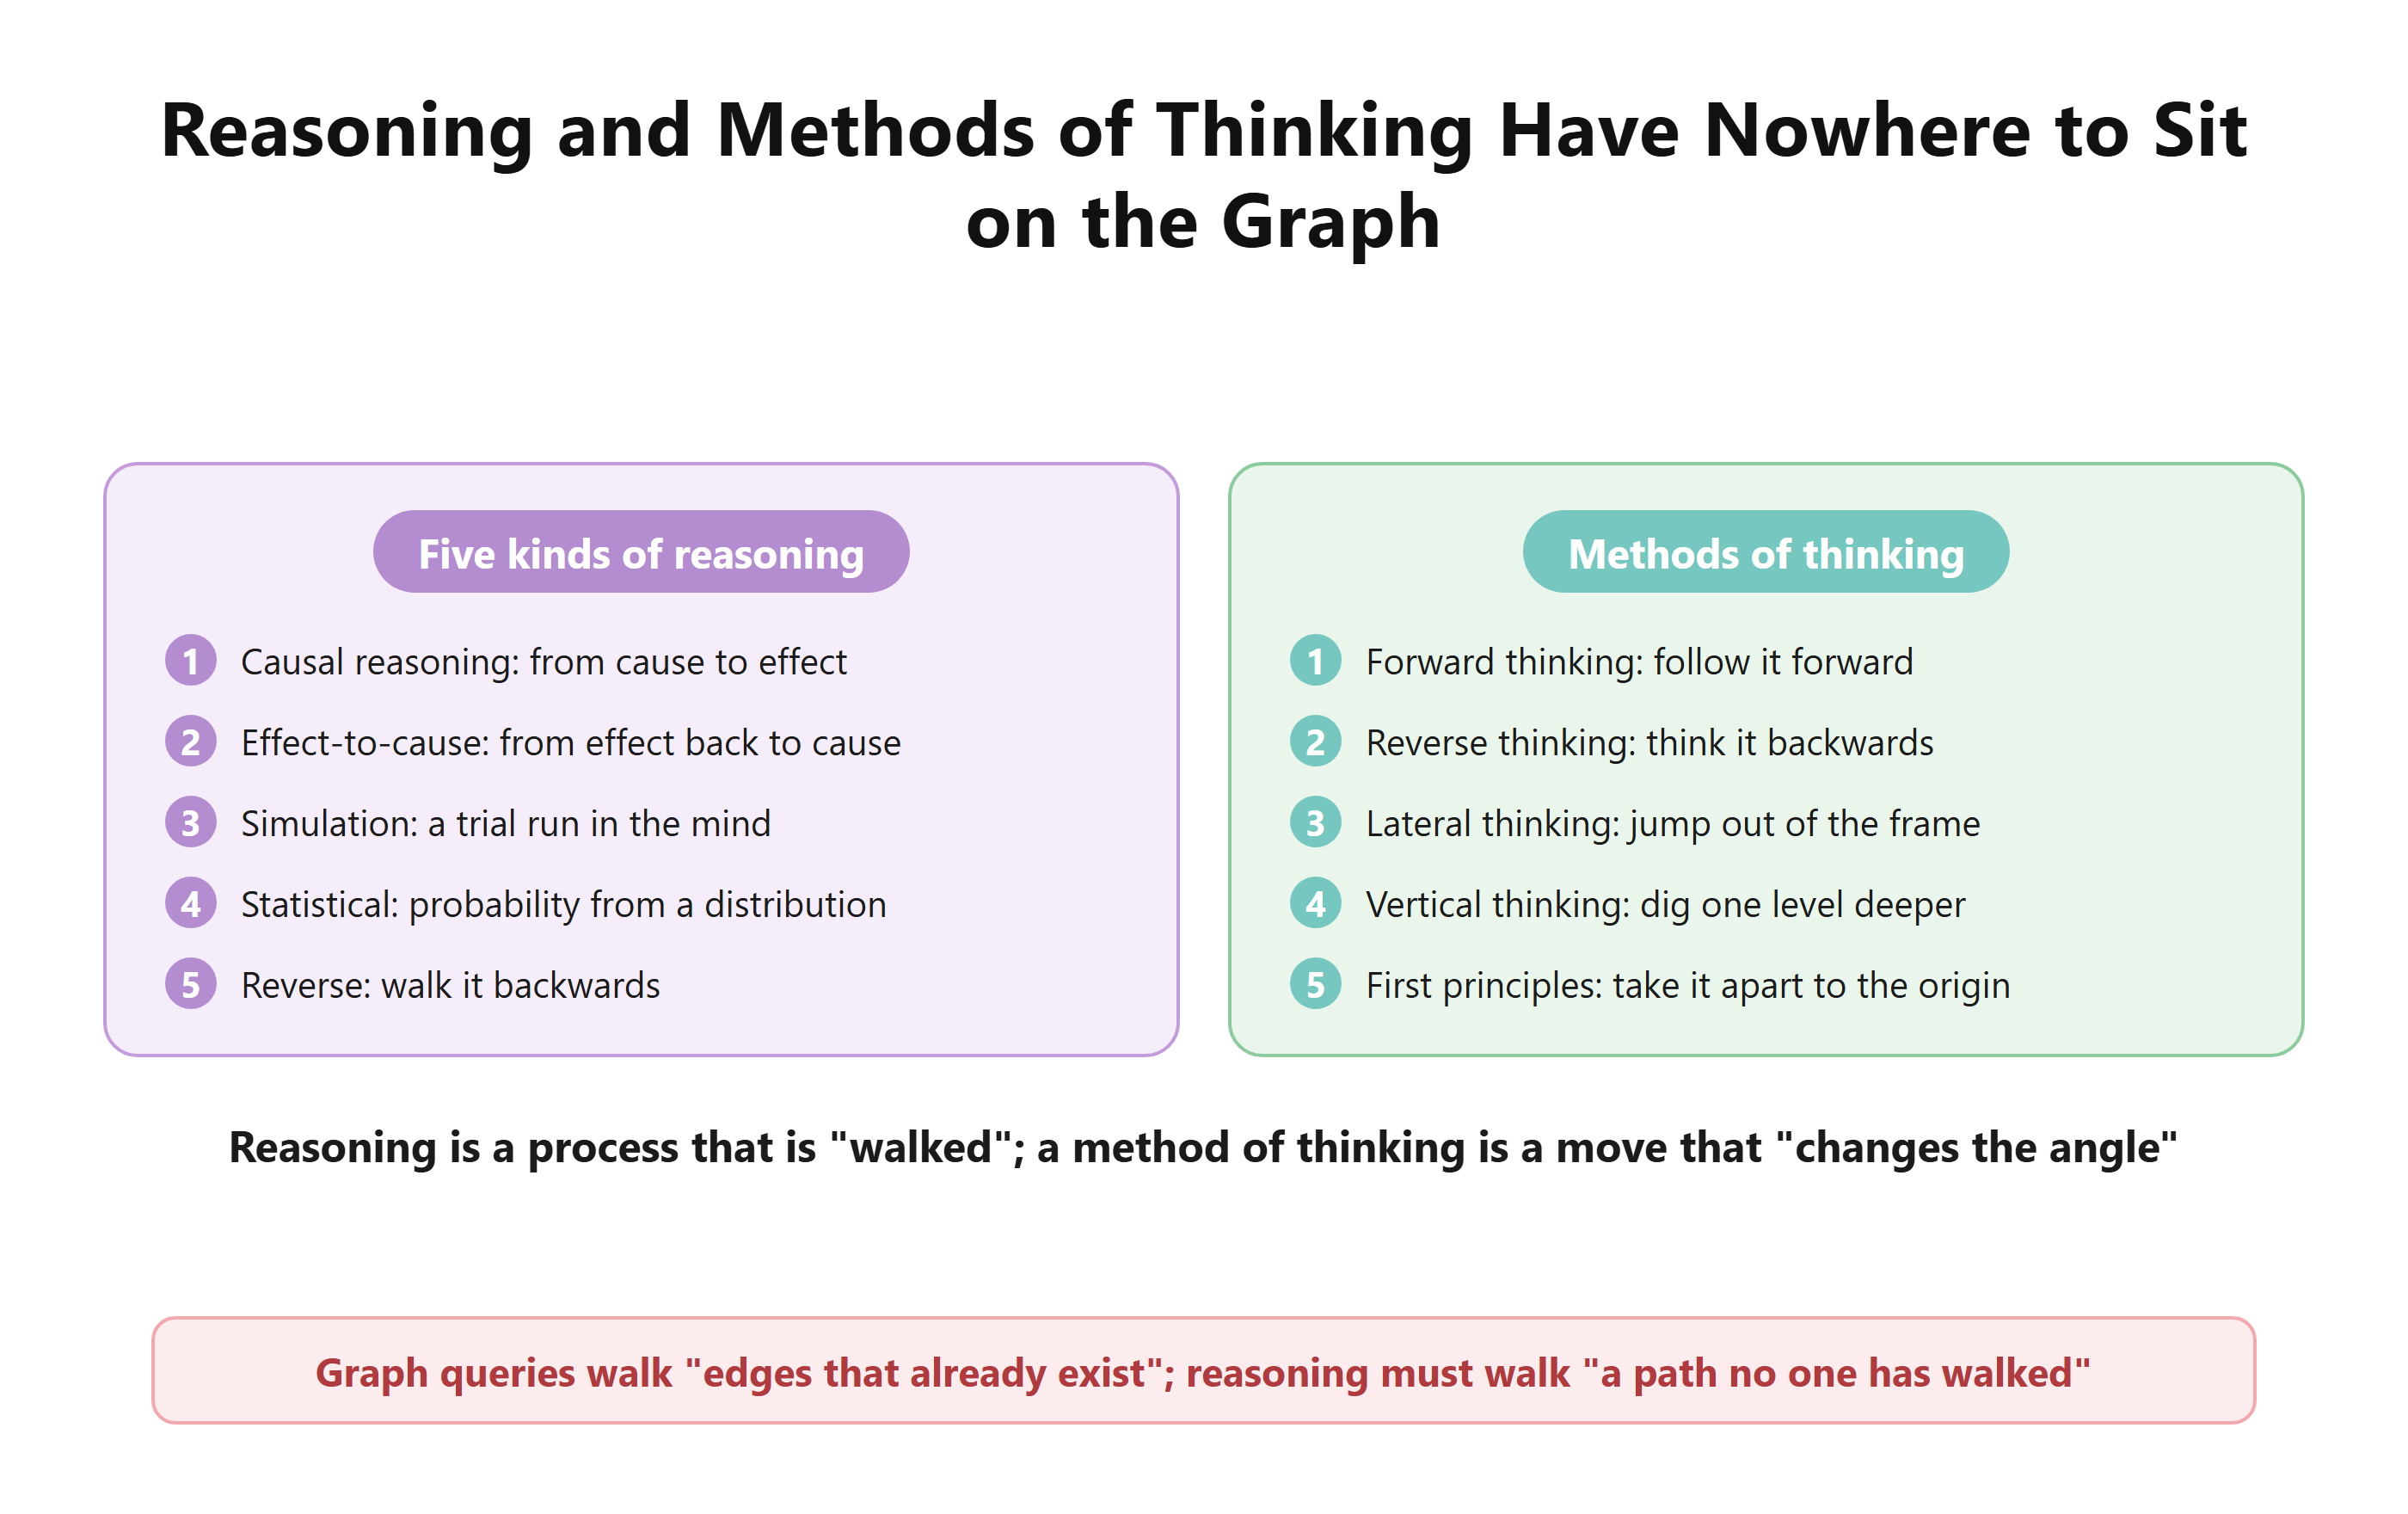 Reasoning and Methods of Thinking Have Nowhere to Sit
on the Graph
Five kinds of reasoning
1 Causal reasoning: from cause to effect
2 Effect-to-cause: from effect back to cause
3 Simulation: a trial run in the mind
4 Statistical: probability from a distribution
5 Reverse: walk it backwards
Methods of thinking
1 Forward thinking: follow it forward
2 Reverse thinking: think it backwards
3 Lateral thinking: jump out of the frame
4 Vertical thinking: dig one level deeper
5 First principles: take it apart to the origin
Reasoning is a process that is "walked"; a method of thinking is a move that "changes the angle"
Graph queries walk "edges that already exist"; reasoning must walk "a path no one has walked"